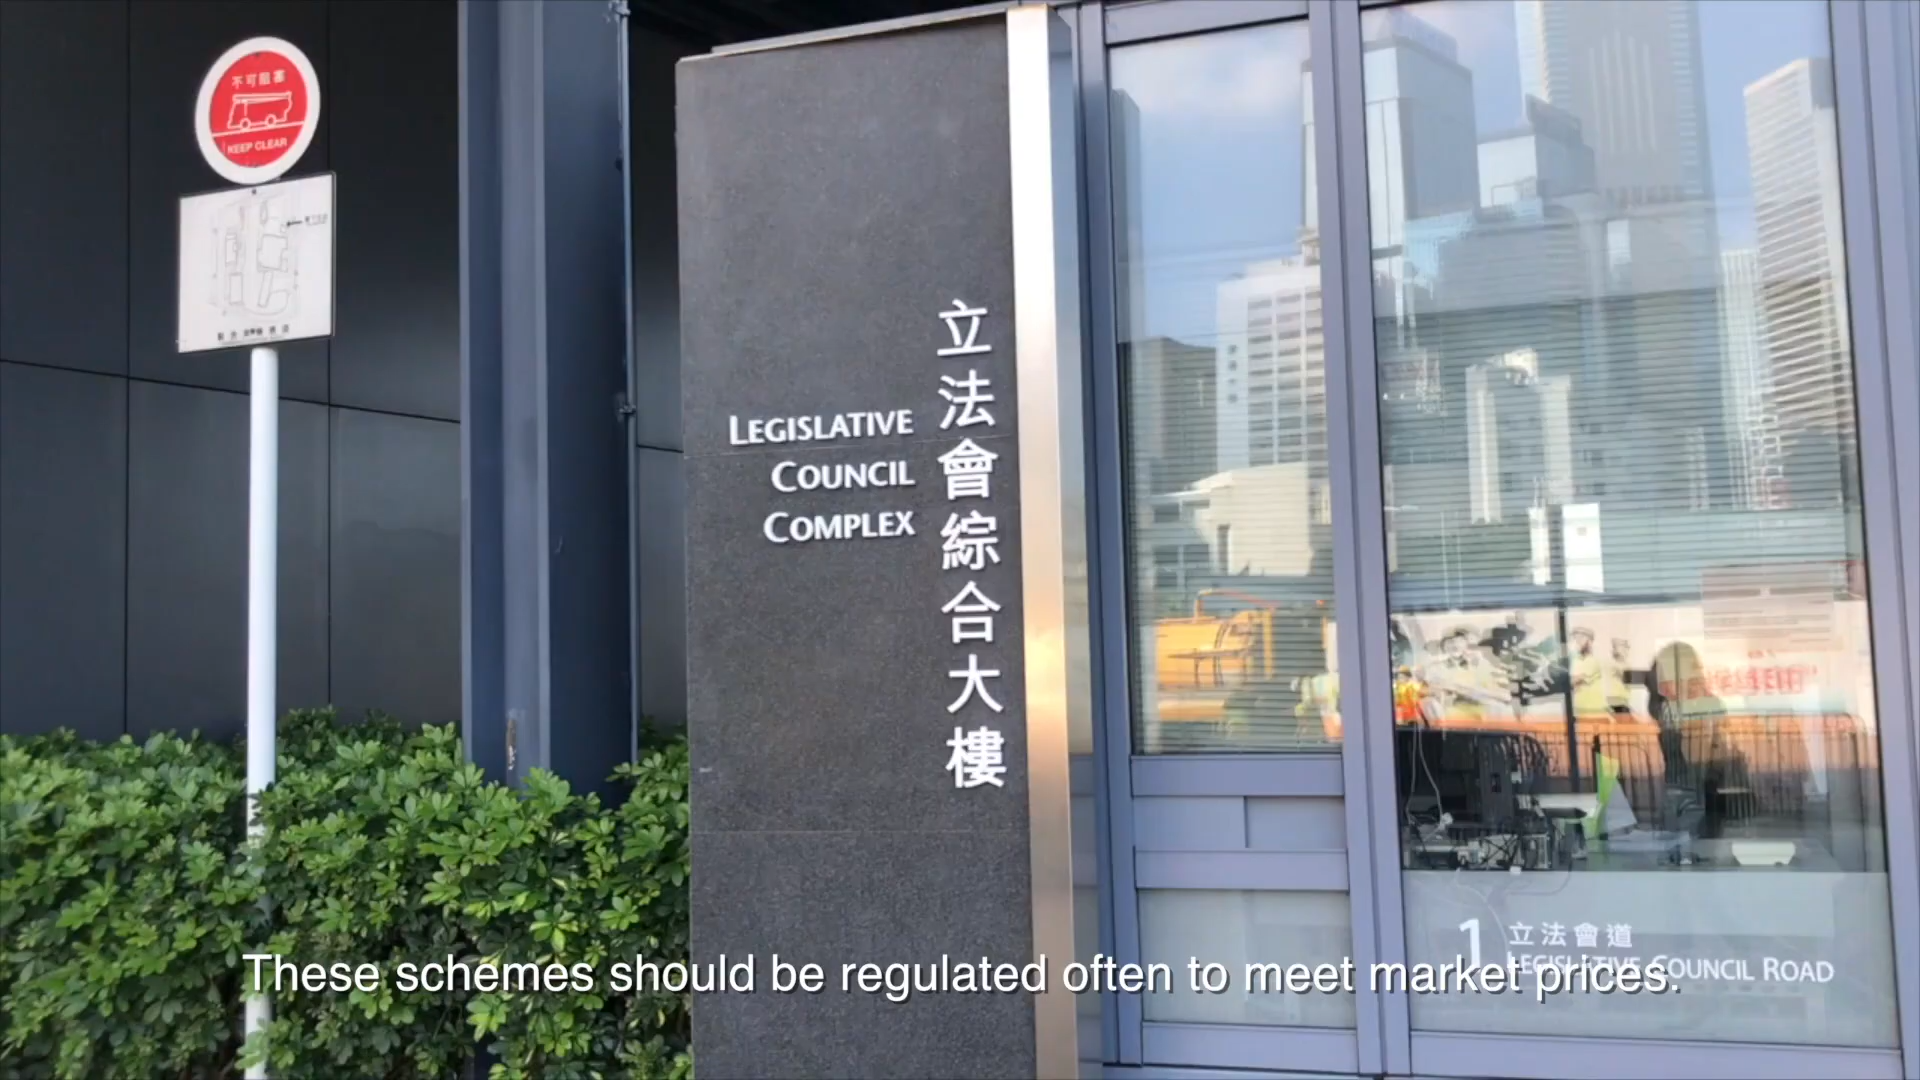 不可阻塞
KEEP CLEAR
LEGISLATIVE
COUNCIL
COMPLEX
立法會綜合大樓
1
立法會道
LEGISLATIVE COUNCIL ROAD
These schemes should be regulated often to meet market prices.